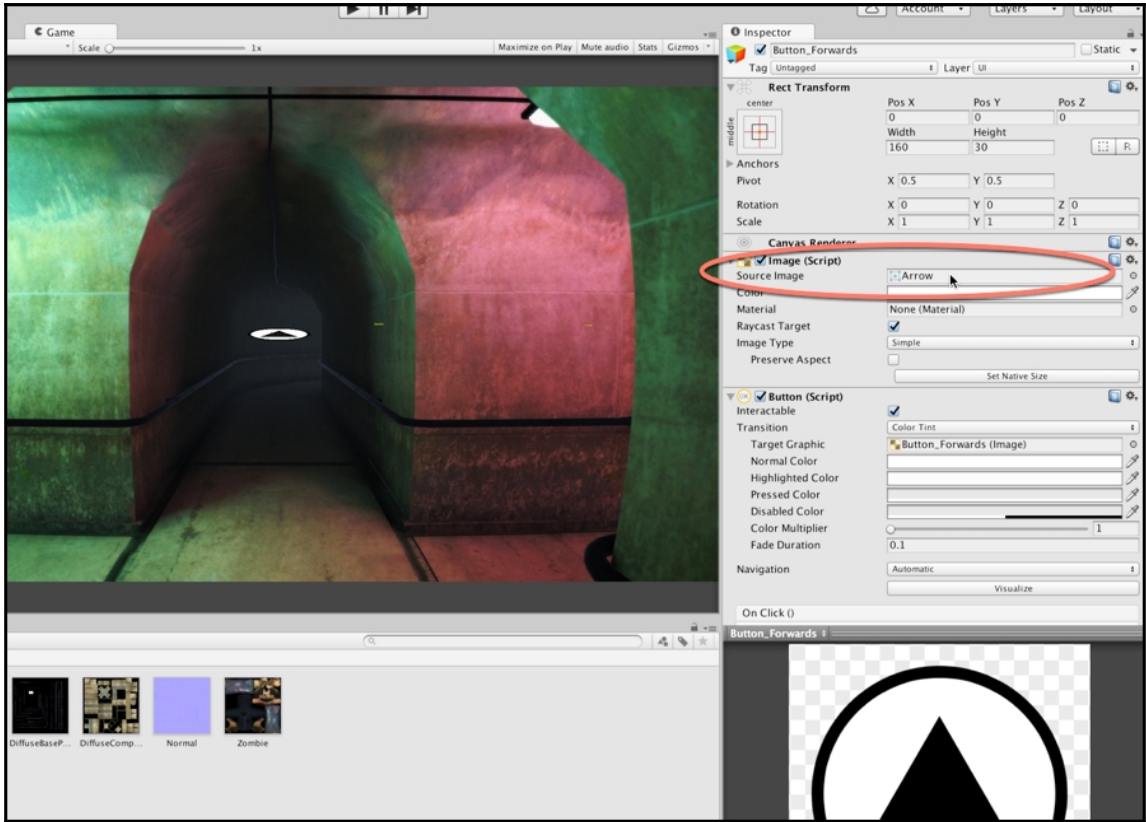 Account Layers Layout
Game
Scale 1x Maximize on Play Mute audio Stats Gizmos
Inspector
Button_Forwards Static
Tag Untagged Layer UI
Rect Transform
center Pos X Pos Y Pos Z
middle 0 0 0
Width Height
160 30 R
Anchors
Pivot X 0.5 Y 0.5
Rotation X 0 Y 0 Z 0
Scale X 1 Y 1 Z 1
Canvas Renderer
Image (Script)
Source Image Arrow
Color
Material None (Material)
Raycast Target
Image Type Simple
Preserve Aspect
Set Native Size
Button (Script)
Interactable
Transition Color Tint
Target Graphic Button_Forwards (Image)
Normal Color
Highlighted Color
Pressed Color
Disabled Color
Color Multiplier 1
Fade Duration 0.1
Navigation Automatic
Visualize
On Click ()
Button_Forwards
DiffuseBaseP... DiffuseComp... Normal Zombie